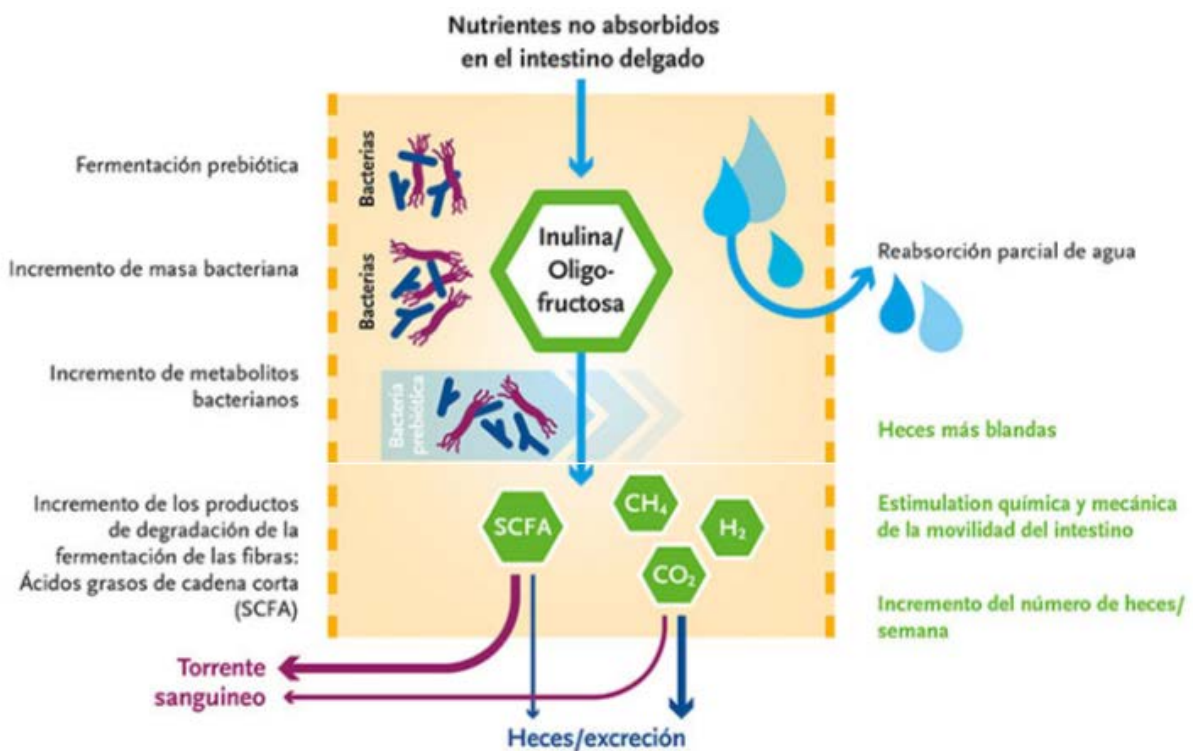 Nutrientes no absorbidos
en el intestino delgado
Fermentación prebiótica
Bacterias
Incremento de masa bacteriana
Bacterias
Inulina/
Oligo-
fructosa
Reabsorción parcial de agua
Incremento de metabolitos
bacterianos
Bacteria
prebiótica
Heces más blandas
Incremento de los productos
de degradación de la
fermentación de las fibras:
Ácidos grasos de cadena corta
(SCFA)
SCFA
CH₄
H₂
CO₂
Estimulation química y mecánica
de la movilidad del intestino
Incremento del número de heces/
semana
Torrente
sanguineo
Heces/excreción